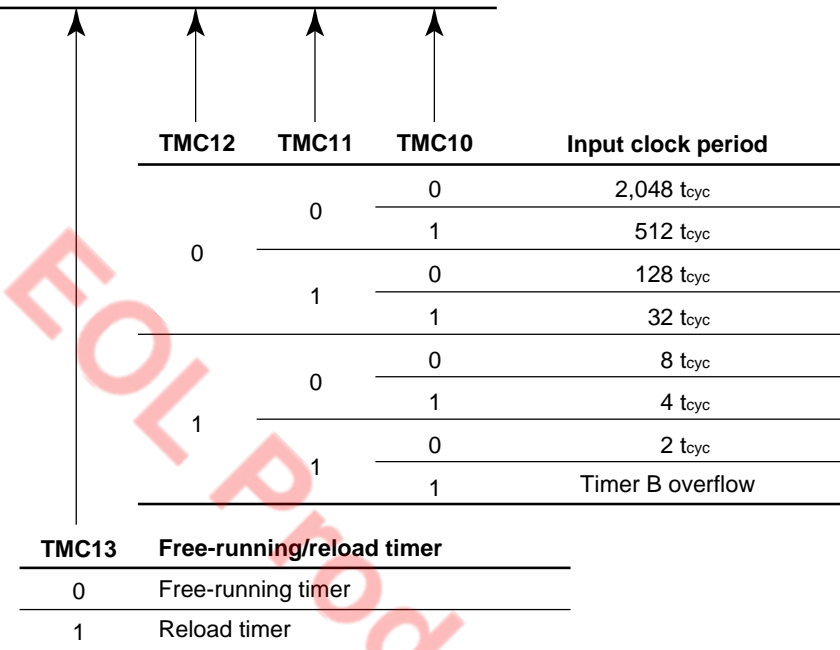 TMC12 TMC11 TMC10 Input clock period
0 0 0 2,048 tcyc
1 512 tcyc
1 0 128 tcyc
1 32 tcyc
1 0 0 8 tcyc
1 4 tcyc
1 0 2 tcyc
1 Timer B overflow
TMC13 Free-running/reload timer
0 Free-running timer
1 Reload timer
EOL Prod